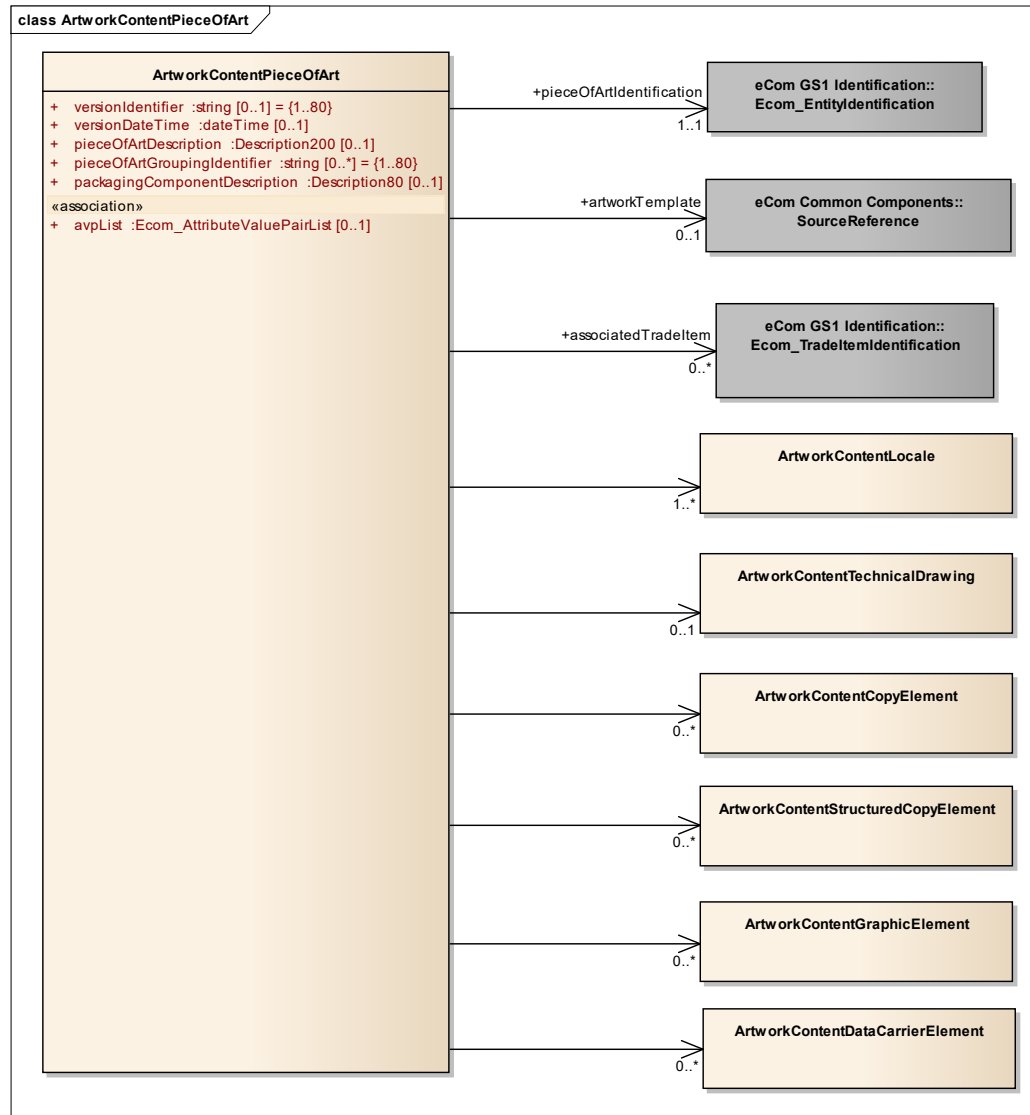 class ArtworkContentPieceOfArt
ArtworkContentPieceOfArt
+ versionIdentifier :string [0..1] = {1..80}
+ versionDateTime :dateTime [0..1]
+ pieceOfArtDescription :Description200 [0..1]
+ pieceOfArtGroupingIdentifier :string [0..*] = {1..80}
+ packagingComponentDescription :Description80 [0..1]
«association»
+ avpList :Ecom_AttributeValuePairList [0..1]
+pieceOfArtIdentification
1..1
eCom GS1 Identification::
Ecom_EntityIdentification
+artworkTemplate
0..1
eCom Common Components::
SourceReference
+associatedTradeItem
0..*
eCom GS1 Identification::
Ecom_TradeItemIdentification
ArtworkContentLocale
1..*
ArtworkContentTechnicalDrawing
0..1
ArtworkContentCopyElement
0..*
ArtworkContentStructuredCopyElement
0..*
ArtworkContentGraphicElement
0..*
ArtworkContentDataCarrierElement
0..*